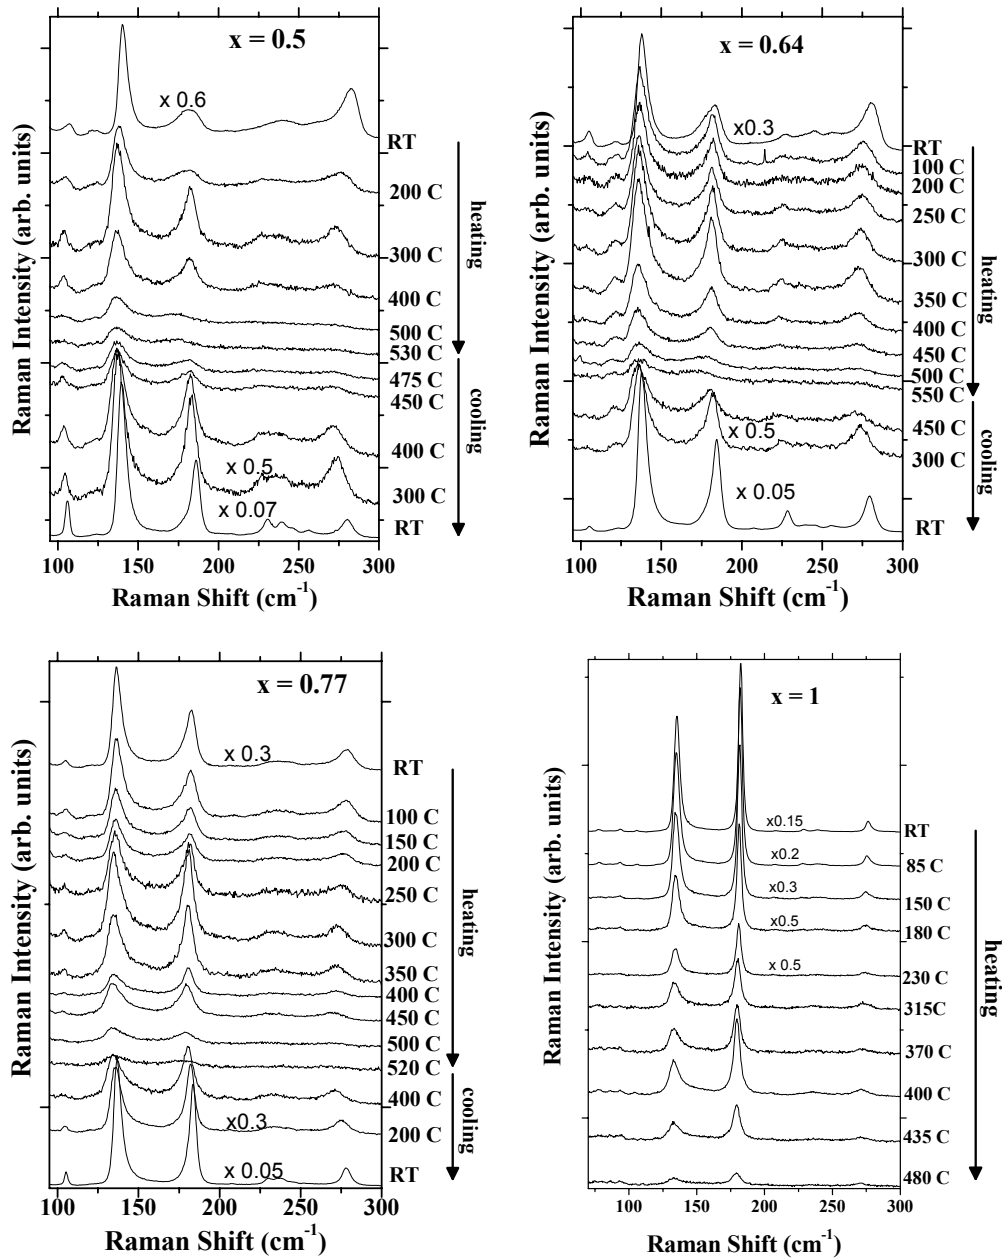 x = 0.5
x 0.6
RT
200 C
300 C
400 C
500 C
530 C
475 C
450 C
400 C
x 0.5
300 C
x 0.07
RT
heating
cooling
Raman Intensity (arb. units)
100 150 200 250 300
Raman Shift (cm-1)
x = 0.64
x0.3
RT
100 C
200 C
250 C
300 C
350 C
400 C
450 C
500 C
550 C
450 C
x 0.5
300 C
x 0.05
RT
heating
cooling
Raman Intensity (arb. units)
100 150 200 250 300
Raman Shift (cm-1)
x = 0.77
x 0.3
RT
100 C
150 C
200 C
250 C
300 C
350 C
400 C
450 C
500 C
520 C
400 C
x0.3
200 C
x 0.05
RT
heating
cooling
Raman Intensity (arb. units)
100 150 200 250 300
Raman Shift (cm-1)
x = 1
x0.15
RT
x0.2
85 C
x0.3
150 C
x0.5
180 C
x 0.5
230 C
315C
370 C
400 C
435 C
480 C
heating
Raman Intensity (arb. units)
100 150 200 250 300
Raman Shift (cm-1)